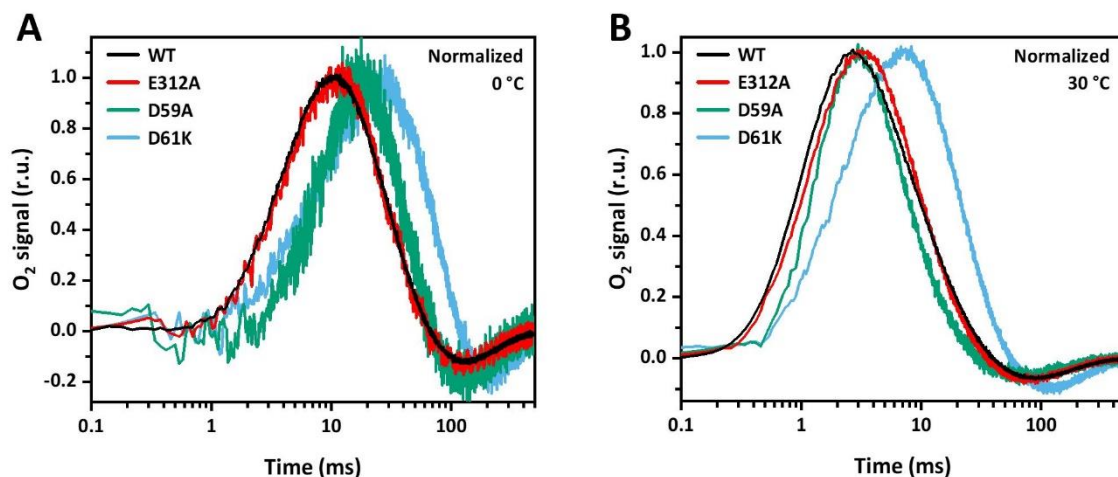 A
WT
E312A
D59A
D61K
Normalized
0 °C
O₂ signal (r.u.)
1.0
0.8
0.6
0.4
0.2
0.0
-0.2
0.1 1 10 100
Time (ms)
B
WT
E312A
D59A
D61K
Normalized
30 °C
O₂ signal (r.u.)
1.0
0.8
0.6
0.4
0.2
0.0
0.1 1 10 100
Time (ms)